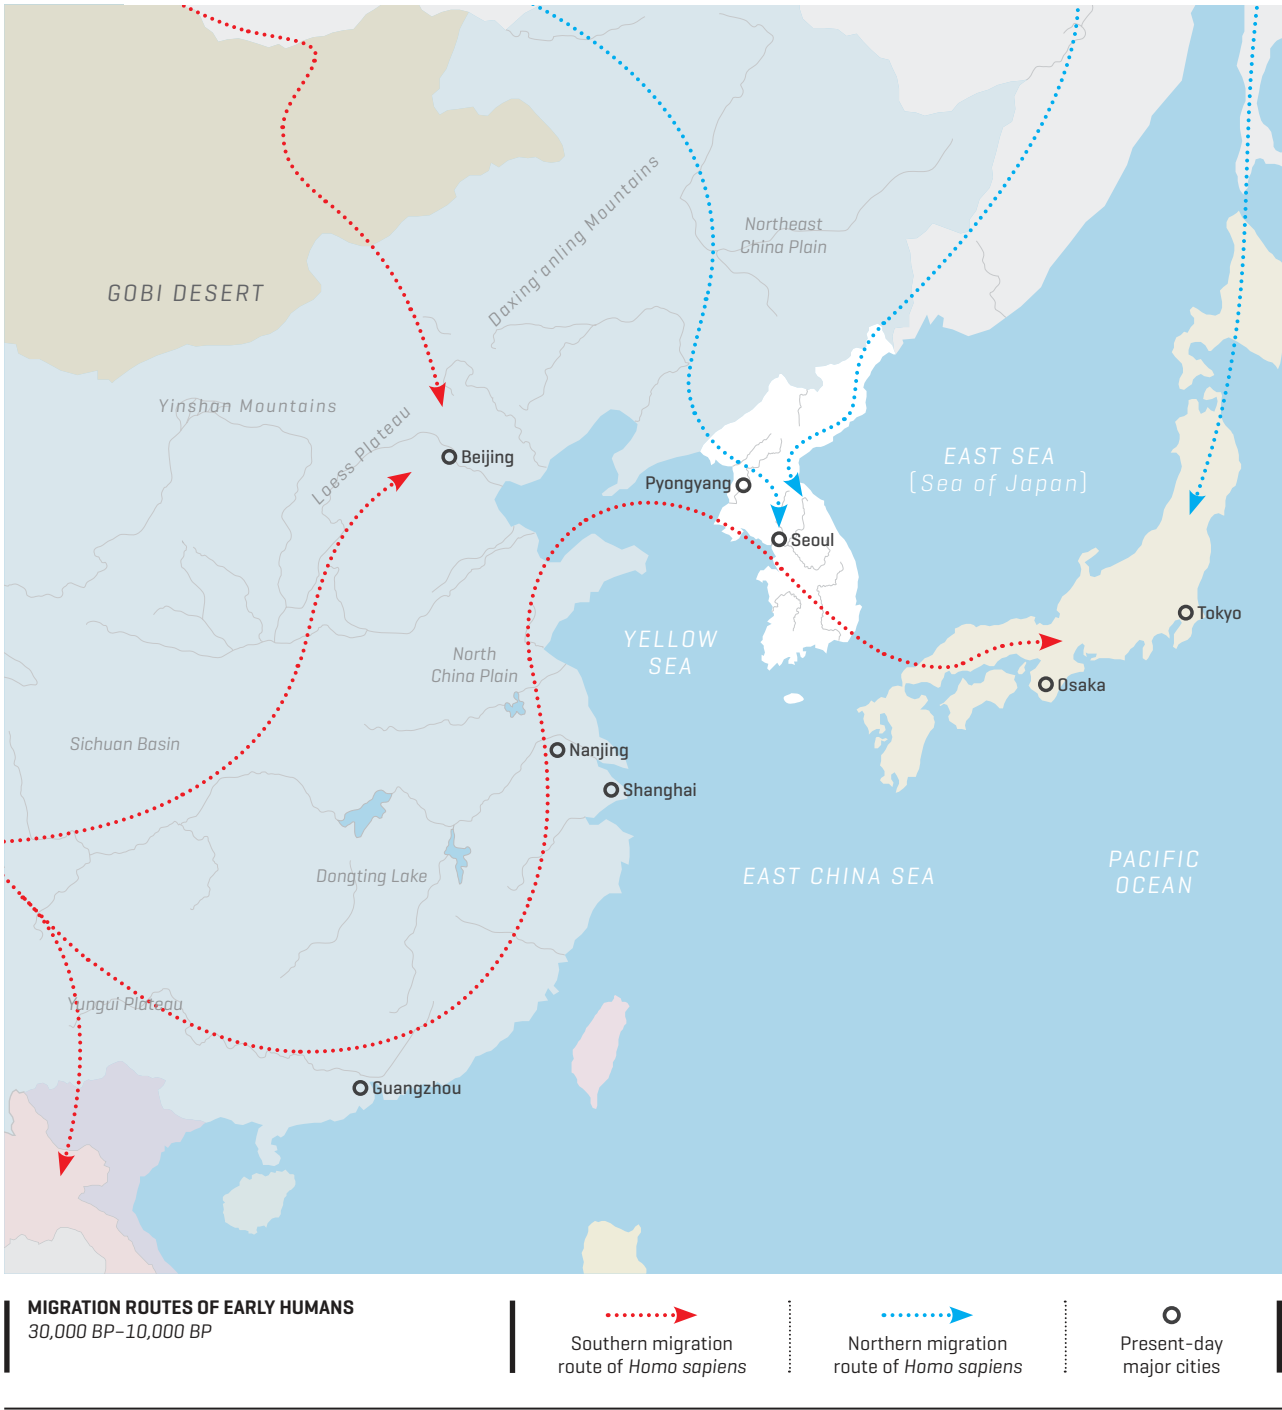 Northeast
China Plain
Daxing'anling Mountains
GOBI DESERT
Yinshan Mountains
Loess Plateau
Beijing
EAST SEA
(Sea of Japan)
Pyongyang
Seoul
Tokyo
YELLOW
SEA
North
China Plain
Osaka
Sichuan Basin
Nanjing
Shanghai
PACIFIC
OCEAN
Dongting Lake
EAST CHINA SEA
Yungui Plateau
Guangzhou
MIGRATION ROUTES OF EARLY HUMANS
30,000 BP–10,000 BP
Southern migration
route of Homo sapiens
Northern migration
route of Homo sapiens
Present-day
major cities